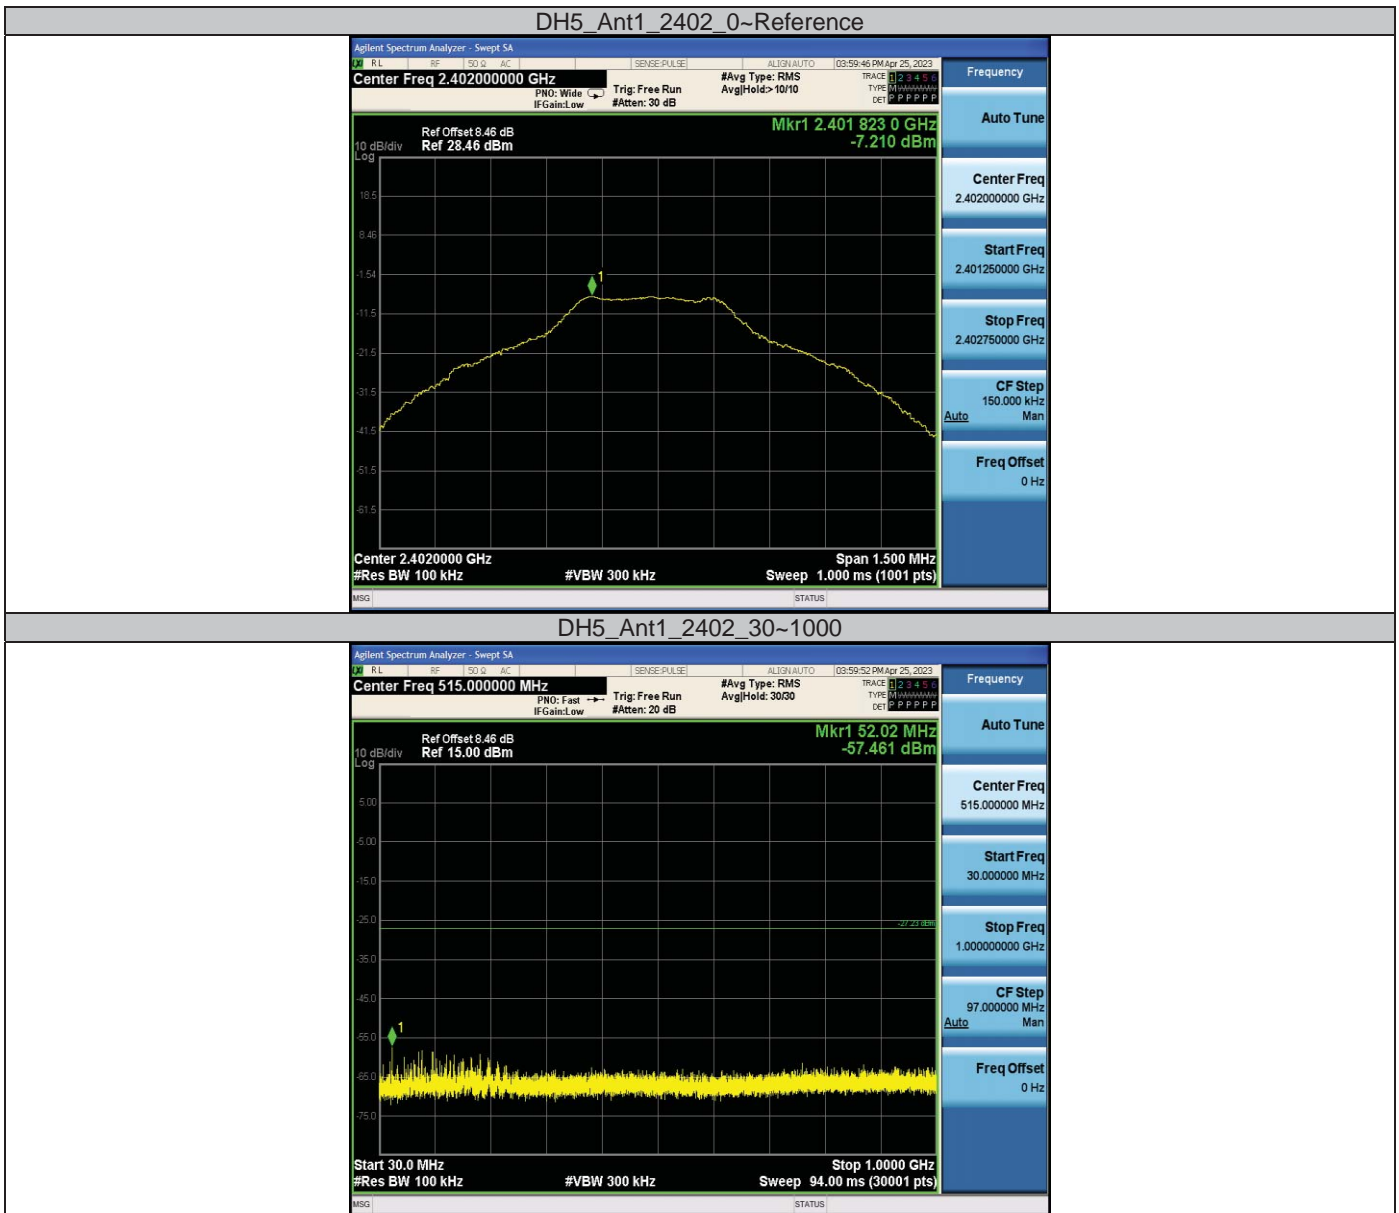 DH5_Ant1_2402_0~Reference
Agilent Spectrum Analyzer - Swept SA
RL RF 50 Ω AC SENSE:PULSE ALIGNAUTO 03:59:46 PM Apr 25, 2023
Center Freq 2.402000000 GHz
PNO: Wide
IFGain:Low
Trig: Free Run
#Atten: 30 dB
#Avg Type: RMS
Avg|Hold:>10/10
TRACE 1 2 3 4 5 6
TYPE M
DET P P P P P P
Mkr1 2.401 823 0 GHz
-7.210 dBm
Ref Offset 8.46 dB
10 dB/div Ref 28.46 dBm
Log
18.5
8.46
-1.54
1
-11.5
-21.5
-31.5
-41.5
-51.5
-61.5
Center 2.4020000 GHz Span 1.500 MHz
#Res BW 100 kHz #VBW 300 kHz Sweep 1.000 ms (1001 pts)
MSG STATUS
Frequency
Auto Tune
Center Freq
2.402000000 GHz
Start Freq
2.401250000 GHz
Stop Freq
2.402750000 GHz
CF Step
150.000 kHz
Auto Man
Freq Offset
0 Hz
DH5_Ant1_2402_30~1000
Agilent Spectrum Analyzer - Swept SA
RL RF 50 Ω AC SENSE:PULSE ALIGNAUTO 03:59:52 PM Apr 25, 2023
Center Freq 515.000000 MHz
PNO: Fast
IFGain:Low
Trig: Free Run
#Atten: 20 dB
#Avg Type: RMS
Avg|Hold: 30/30
TRACE 1 2 3 4 5 6
TYPE M
DET P P P P P P
Mkr1 52.02 MHz
-57.461 dBm
Ref Offset 8.46 dB
10 dB/div Ref 15.00 dBm
Log
5.00
-5.00
-15.0
-25.0
-27.23 dBm
-35.0
-45.0
-55.0
1
-65.0
-75.0
Start 30.0 MHz Stop 1.0000 GHz
#Res BW 100 kHz #VBW 300 kHz Sweep 94.00 ms (30001 pts)
MSG STATUS
Frequency
Auto Tune
Center Freq
515.000000 MHz
Start Freq
30.000000 MHz
Stop Freq
1.000000000 GHz
CF Step
97.000000 MHz
Auto Man
Freq Offset
0 Hz